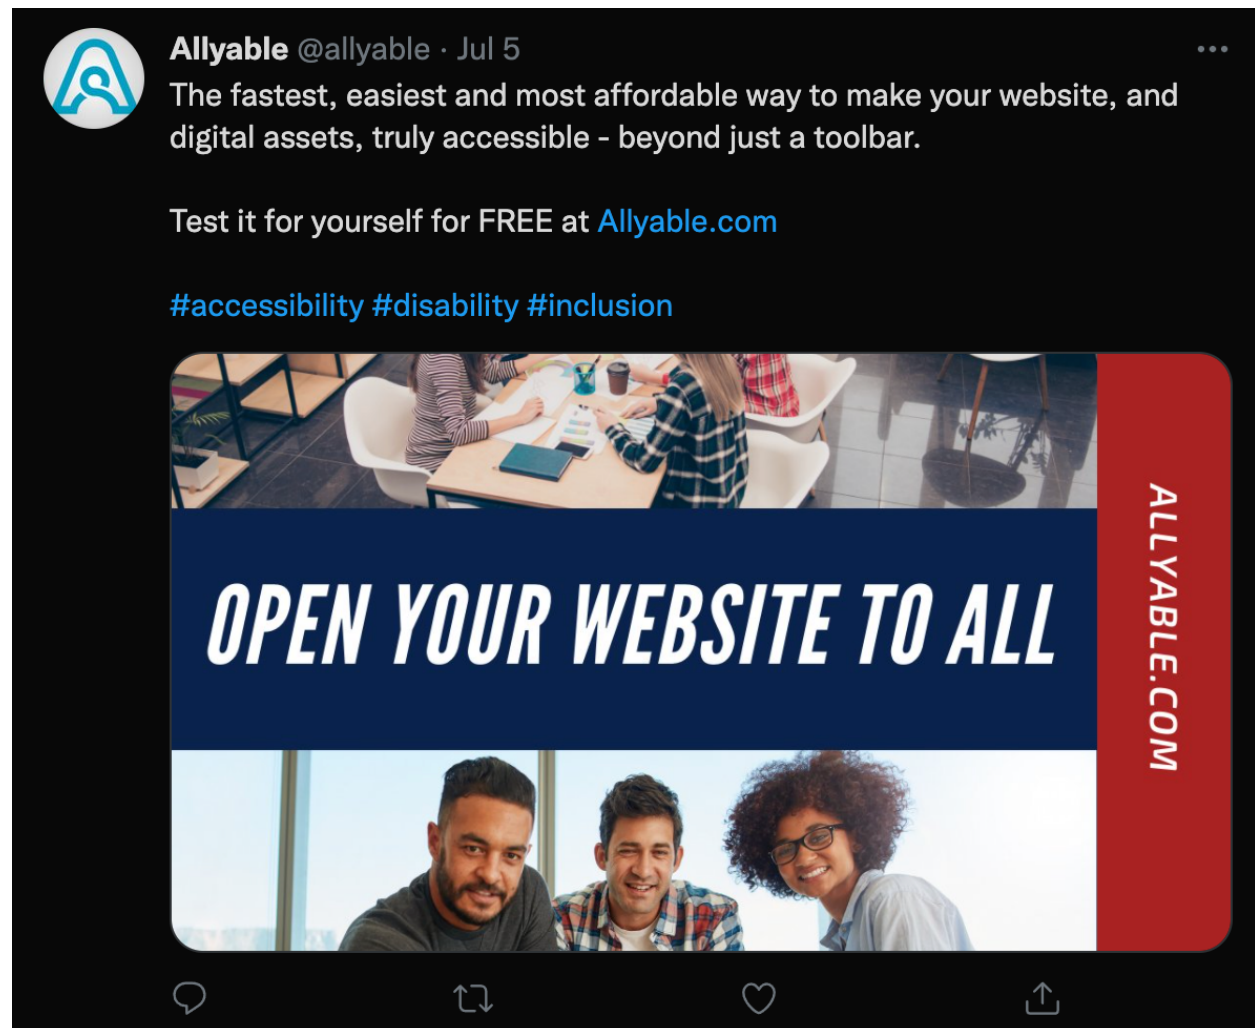 Allyable @allyable · Jul 5
The fastest, easiest and most affordable way to make your website, and
digital assets, truly accessible - beyond just a toolbar.
Test it for yourself for FREE at Allyable.com
#accessibility #disability #inclusion
OPEN YOUR WEBSITE TO ALL
ALLYABLE.COM